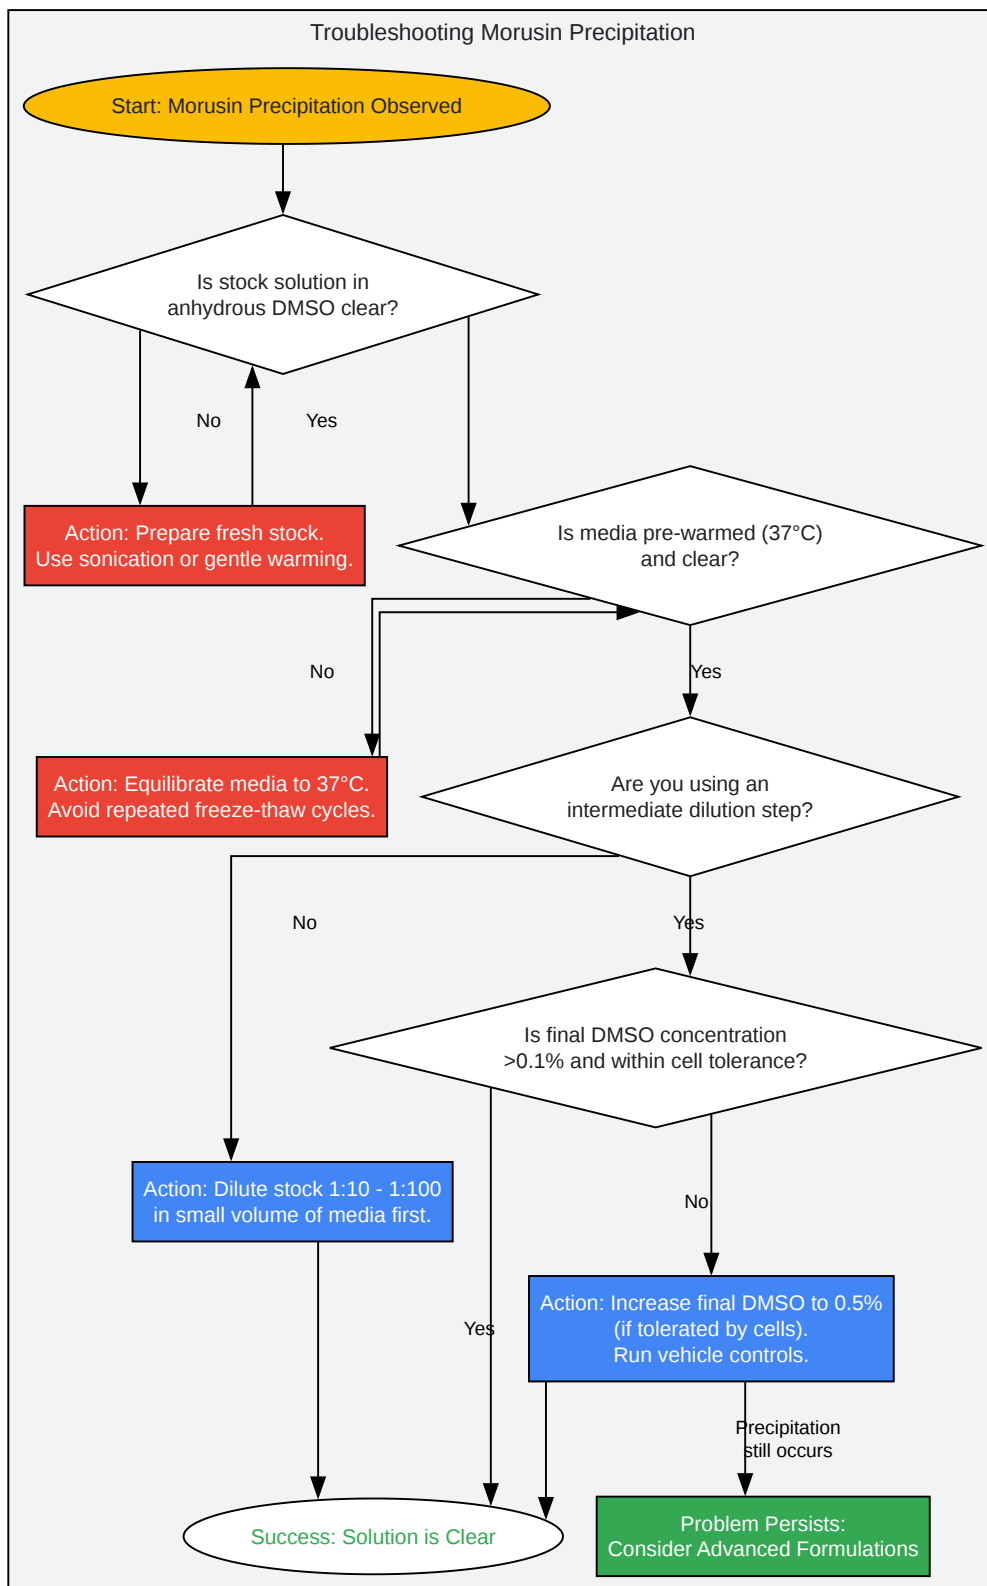 Troubleshooting Morusin Precipitation
Start: Morusin Precipitation Observed
Is stock solution in
anhydrous DMSO clear?
No
Yes
Action: Prepare fresh stock.
Use sonication or gentle warming.
Is media pre-warmed (37°C)
and clear?
No
Yes
Action: Equilibrate media to 37°C.
Avoid repeated freeze-thaw cycles.
Are you using an
intermediate dilution step?
No
Yes
Is final DMSO concentration
>0.1% and within cell tolerance?
Action: Dilute stock 1:10 - 1:100
in small volume of media first.
No
Yes
Action: Increase final DMSO to 0.5%
(if tolerated by cells).
Run vehicle controls.
Precipitation
still occurs
Success: Solution is Clear
Problem Persists:
Consider Advanced Formulations